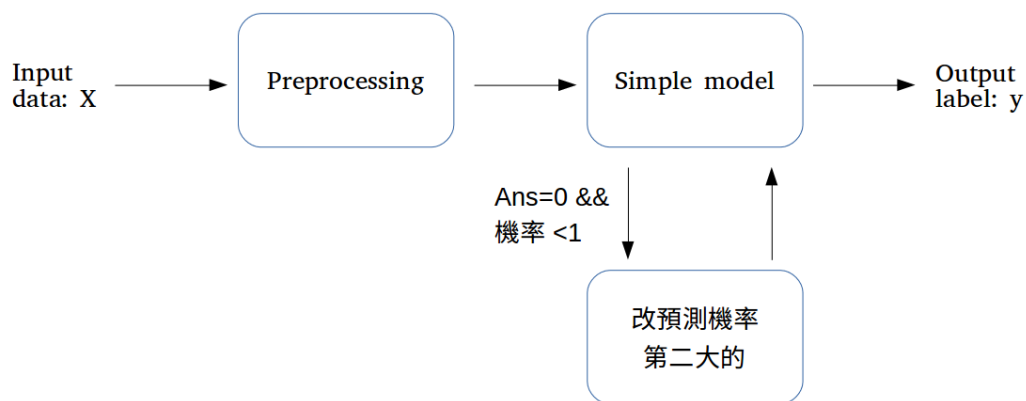 Input
data: X
Preprocessing
Simple model
Output
label: y
Ans=0 &&
機率 <1
改預測機率
第二大的